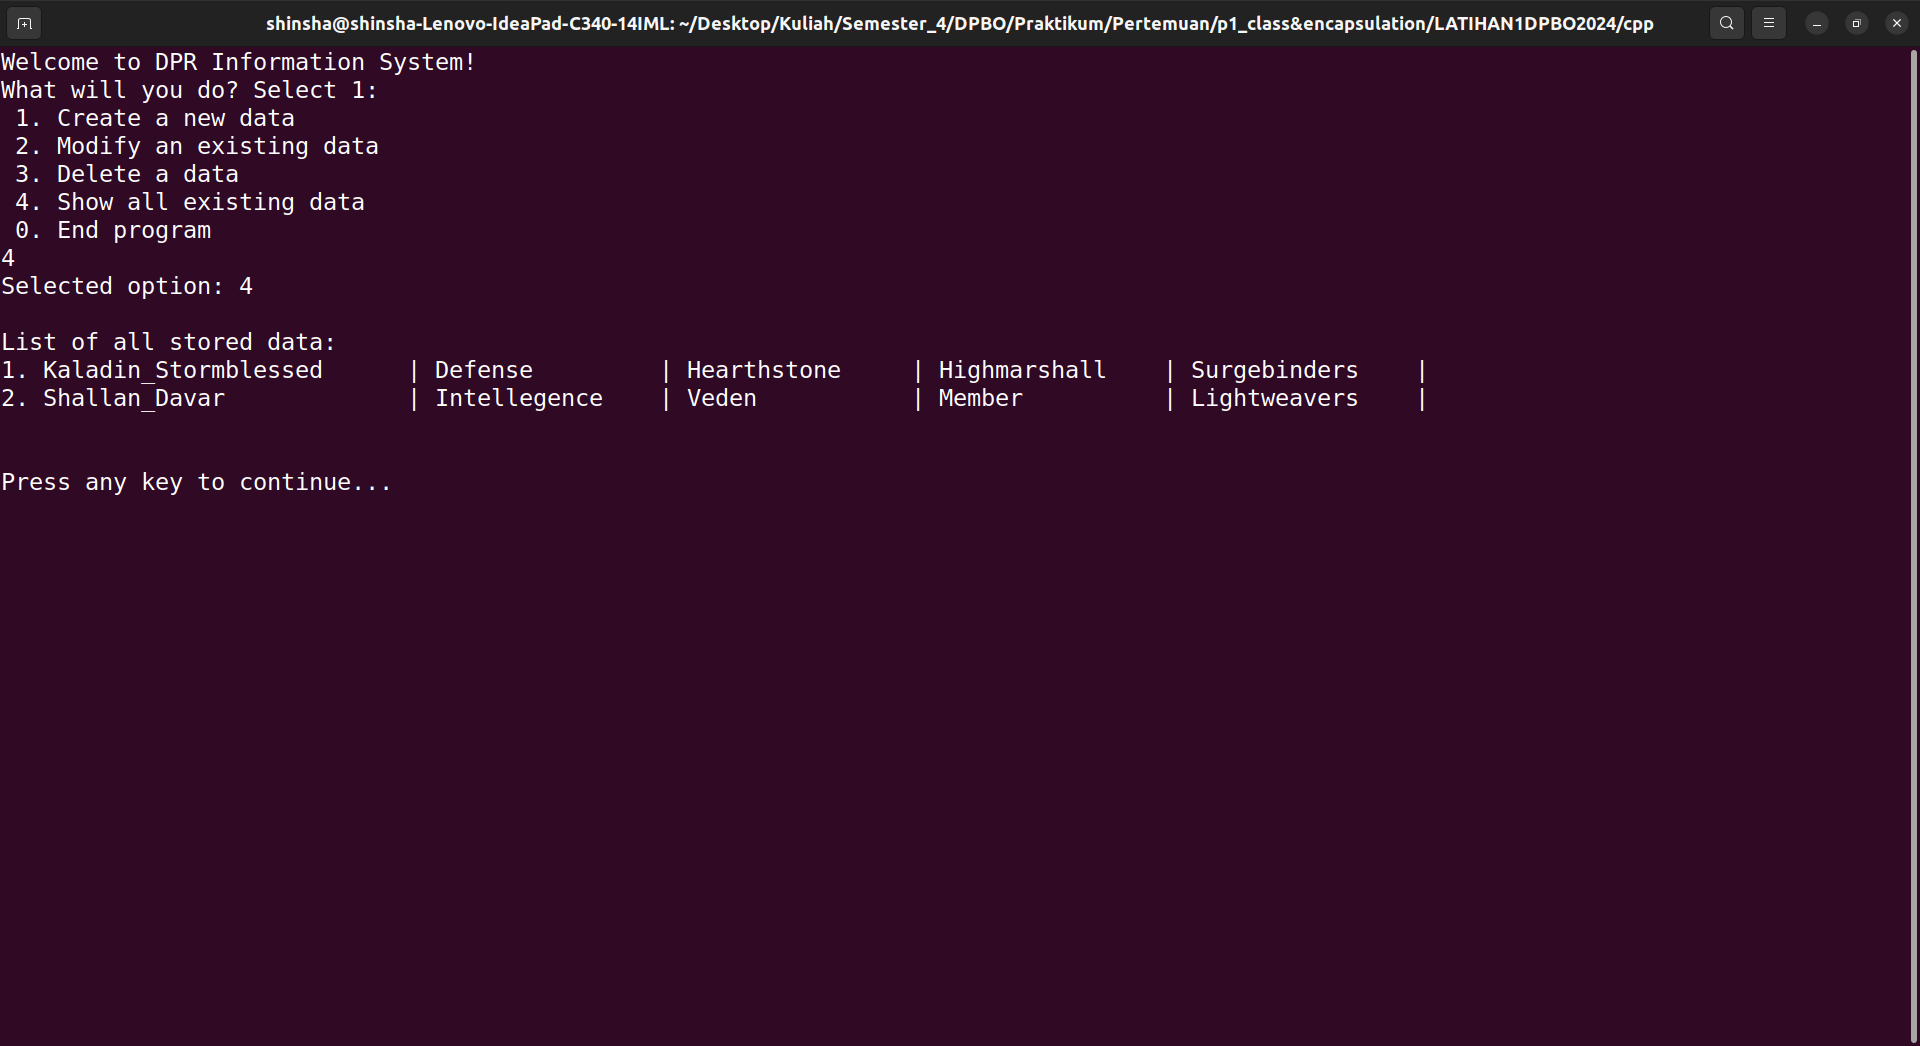 shinsha@shinsha-Lenovo-IdeaPad-C340-14IML: ~/Desktop/Kuliah/Semester_4/DPBO/Praktikum/Pertemuan/p1_class&encapsulation/LATIHAN1DPBO2024/cpp
Welcome to DPR Information System!
What will you do? Select 1:
 1. Create a new data
 2. Modify an existing data
 3. Delete a data
 4. Show all existing data
 0. End program
4
Selected option: 4
List of all stored data:
1. Kaladin_Stormblessed      | Defense         | Hearthstone     | Highmarshall    | Surgebinders    |
2. Shallan_Davar             | Intellegence    | Veden           | Member          | Lightweavers    |
Press any key to continue...